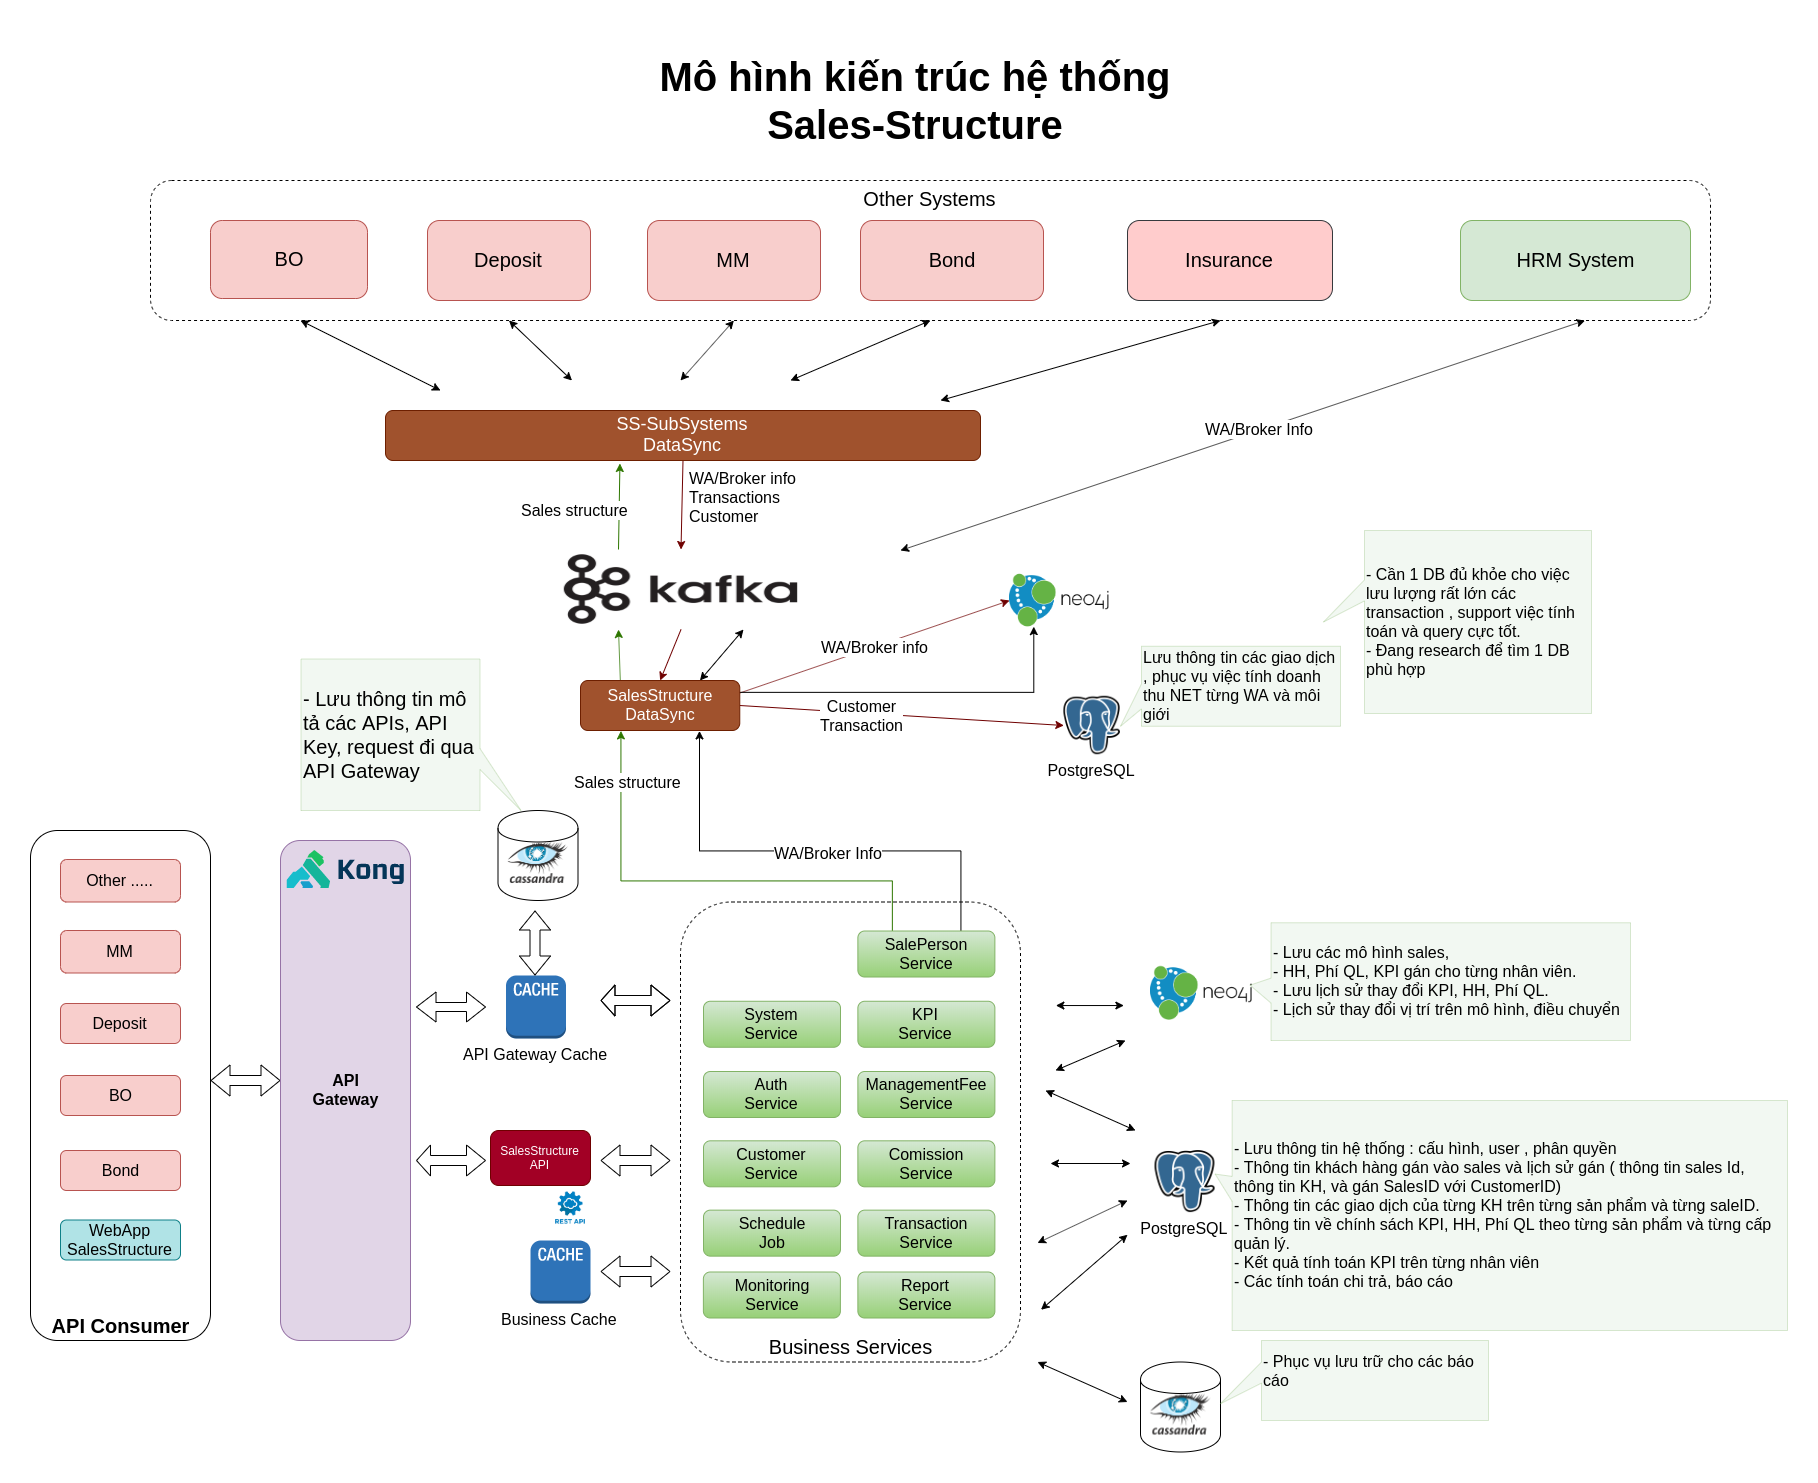 Mô hình kiến trúc hệ thống
Sales-Structure
Other Systems
BO
Deposit
MM
Bond
Insurance
HRM System
SS-SubSystems
DataSync
WA/Broker Info
Sales structure
WA/Broker info
Transactions
Customer
kafka
neo4j
- Cần 1 DB đủ khỏe cho việc
lưu lượng rất lớn các
transaction , support việc tính
toán và query cực tốt.
- Đang research để tìm 1 DB
phù hợp
WA/Broker info
Lưu thông tin các giao dịch
, phục vụ việc tính doanh
thu NET từng WA và môi
giới
SalesStructure
DataSync
Customer
Transaction
PostgreSQL
- Lưu thông tin mô
tả các APIs, API
Key, request đi qua
API Gateway
Sales structure
WA/Broker Info
cassandra
Kong
API
Gateway
Other .....
MM
Deposit
BO
Bond
WebApp
SalesStructure
API Consumer
CACHE
API Gateway Cache
SalesStructure
API
REST API
CACHE
Business Cache
SalePerson
Service
System
Service
KPI
Service
Auth
Service
ManagementFee
Service
Customer
Service
Comission
Service
Schedule
Job
Transaction
Service
Monitoring
Service
Report
Service
Business Services
neo4j
- Lưu các mô hình sales,
- HH, Phí QL, KPI gán cho từng nhân viên.
- Lưu lịch sử thay đổi KPI, HH, Phí QL.
- Lịch sử thay đổi vị trí trên mô hình, điều chuyển
PostgreSQL
- Lưu thông tin hệ thống : cấu hình, user , phân quyền
- Thông tin khách hàng gán vào sales và lịch sử gán ( thông tin sales Id,
thông tin KH, và gán SalesID với CustomerID)
- Thông tin các giao dịch của từng KH trên từng sản phẩm và từng saleID.
- Thông tin về chính sách KPI, HH, Phí QL theo từng sản phẩm và từng cấp
quản lý.
- Kết quả tính toán KPI trên từng nhân viên
- Các tính toán chi trả, báo cáo
- Phục vụ lưu trữ cho các báo
cáo
cassandra